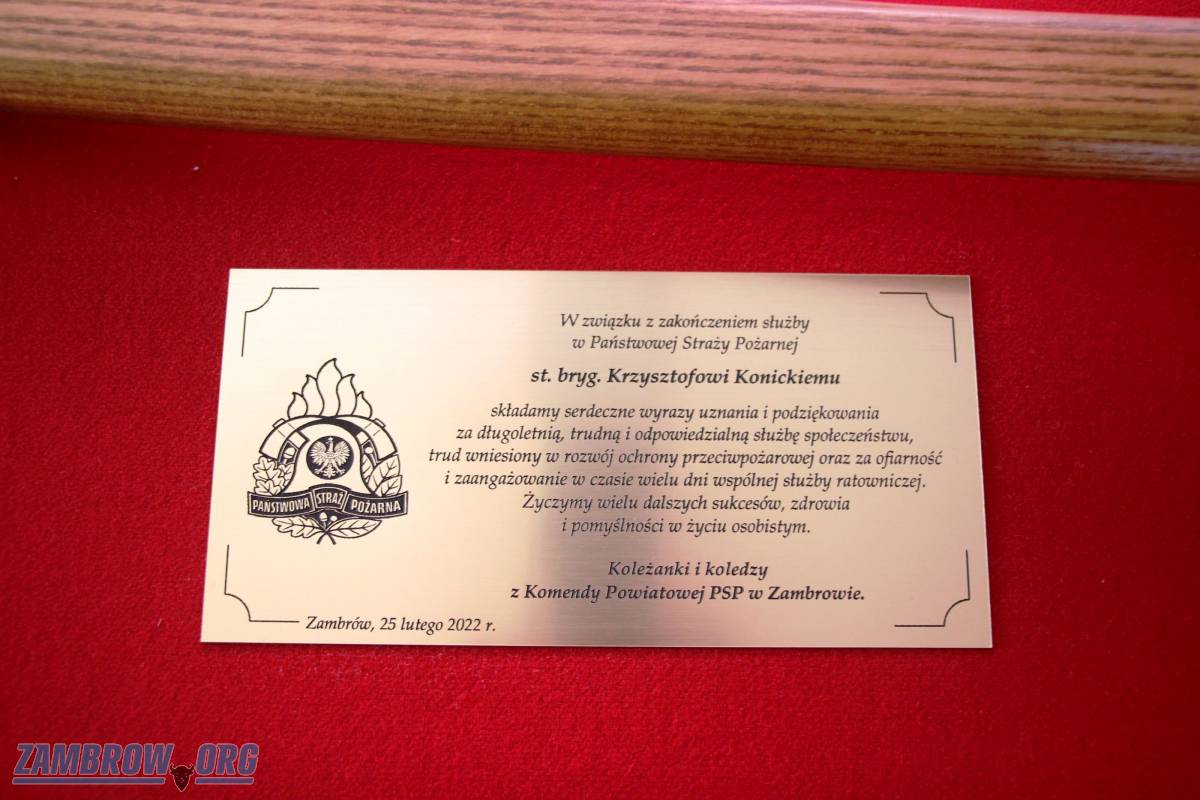 W związku z zakończeniem służby
w Państwowej Straży Pożarnej
st. bryg. Krzysztofowi Konickiemu
składamy serdeczne wyrazy uznania i podziękowania
za długoletnią, trudną i odpowiedzialną służbę społeczeństwu,
trud wniesiony w rozwój ochrony przeciwpożarowej oraz za ofiarność
i zaangażowanie w czasie wielu dni wspólnej służby ratowniczej.
Życzymy wielu dalszych sukcesów, zdrowia
i pomyślności w życiu osobistym.
PAŃSTWOWA STRAŻ POŻARNA
Koleżanki i koledzy
z Komendy Powiatowej PSP w Zambrowie.
Zambrów, 25 lutego 2022 r.
ZAMBROW.ORG